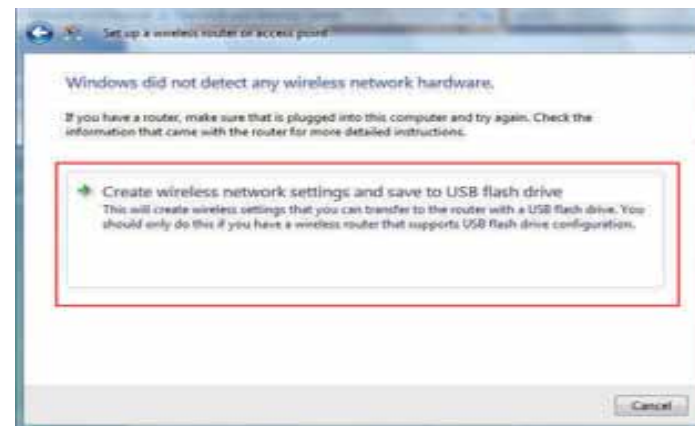 Set up a wireless router or access point
Windows did not detect any wireless network hardware.
If you have a router, make sure that is plugged into this computer and try again. Check the
information that came with the router for more detailed instructions.
Create wireless network settings and save to USB flash drive
This will create wireless settings that you can transfer to the router with a USB flash drive. You
should only do this if you have a wireless router that supports USB flash drive configuration.
Cancel